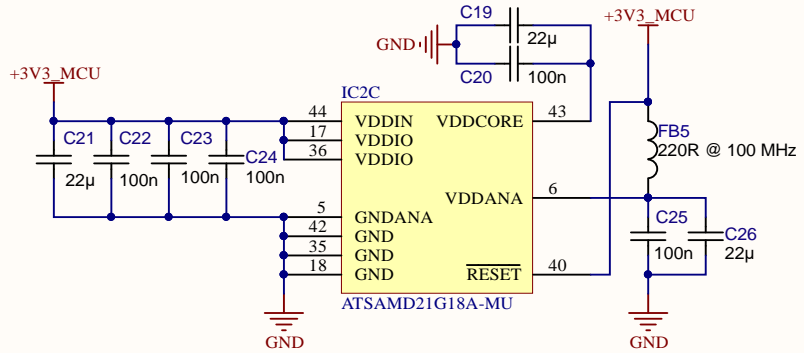 C19
+3V3_MCU
22µ
GND
C20
100n
+3V3_MCU
IC2C
44
VDDIN
VDDCORE
43
17
VDDIO
36
VDDIO
C21
C22
C23
C24
22µ
100n
100n
100n
FB5
220R @ 100 MHz
VDDANA
6
5
GNDANA
42
GND
35
GND
18
GND
RESET
40
C25
C26
100n
22µ
ATSAMD21G18A-MU
GND
GND